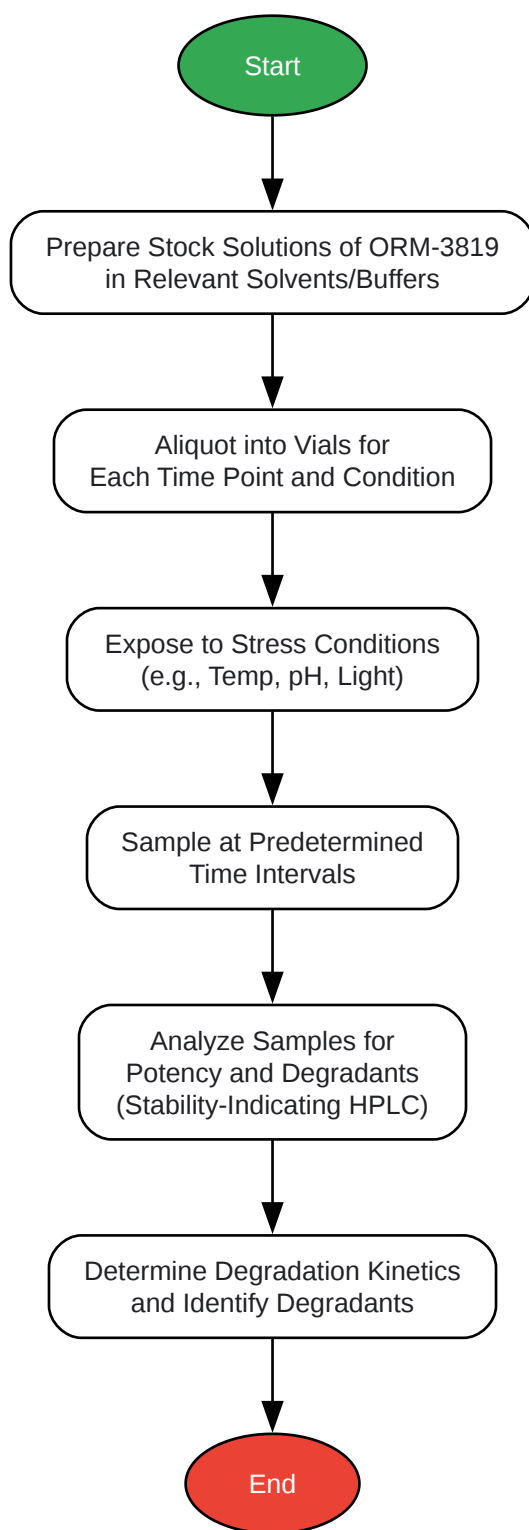 Start
Prepare Stock Solutions of ORM-3819
in Relevant Solvents/Buffers
Aliquot into Vials for
Each Time Point and Condition
Expose to Stress Conditions
(e.g., Temp, pH, Light)
Sample at Predetermined
Time Intervals
Analyze Samples for
Potency and Degradants
(Stability-Indicating HPLC)
Determine Degradation Kinetics
and Identify Degradants
End